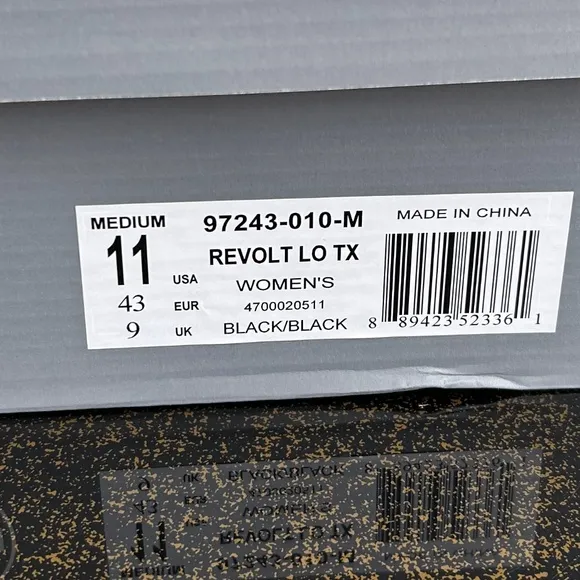 MEDIUM
11 USA
43 EUR
9 UK
97243-010-M
REVOLT LO TX
WOMEN'S
4700020511
BLACK/BLACK
MADE IN CHINA
8 89423 52336 1